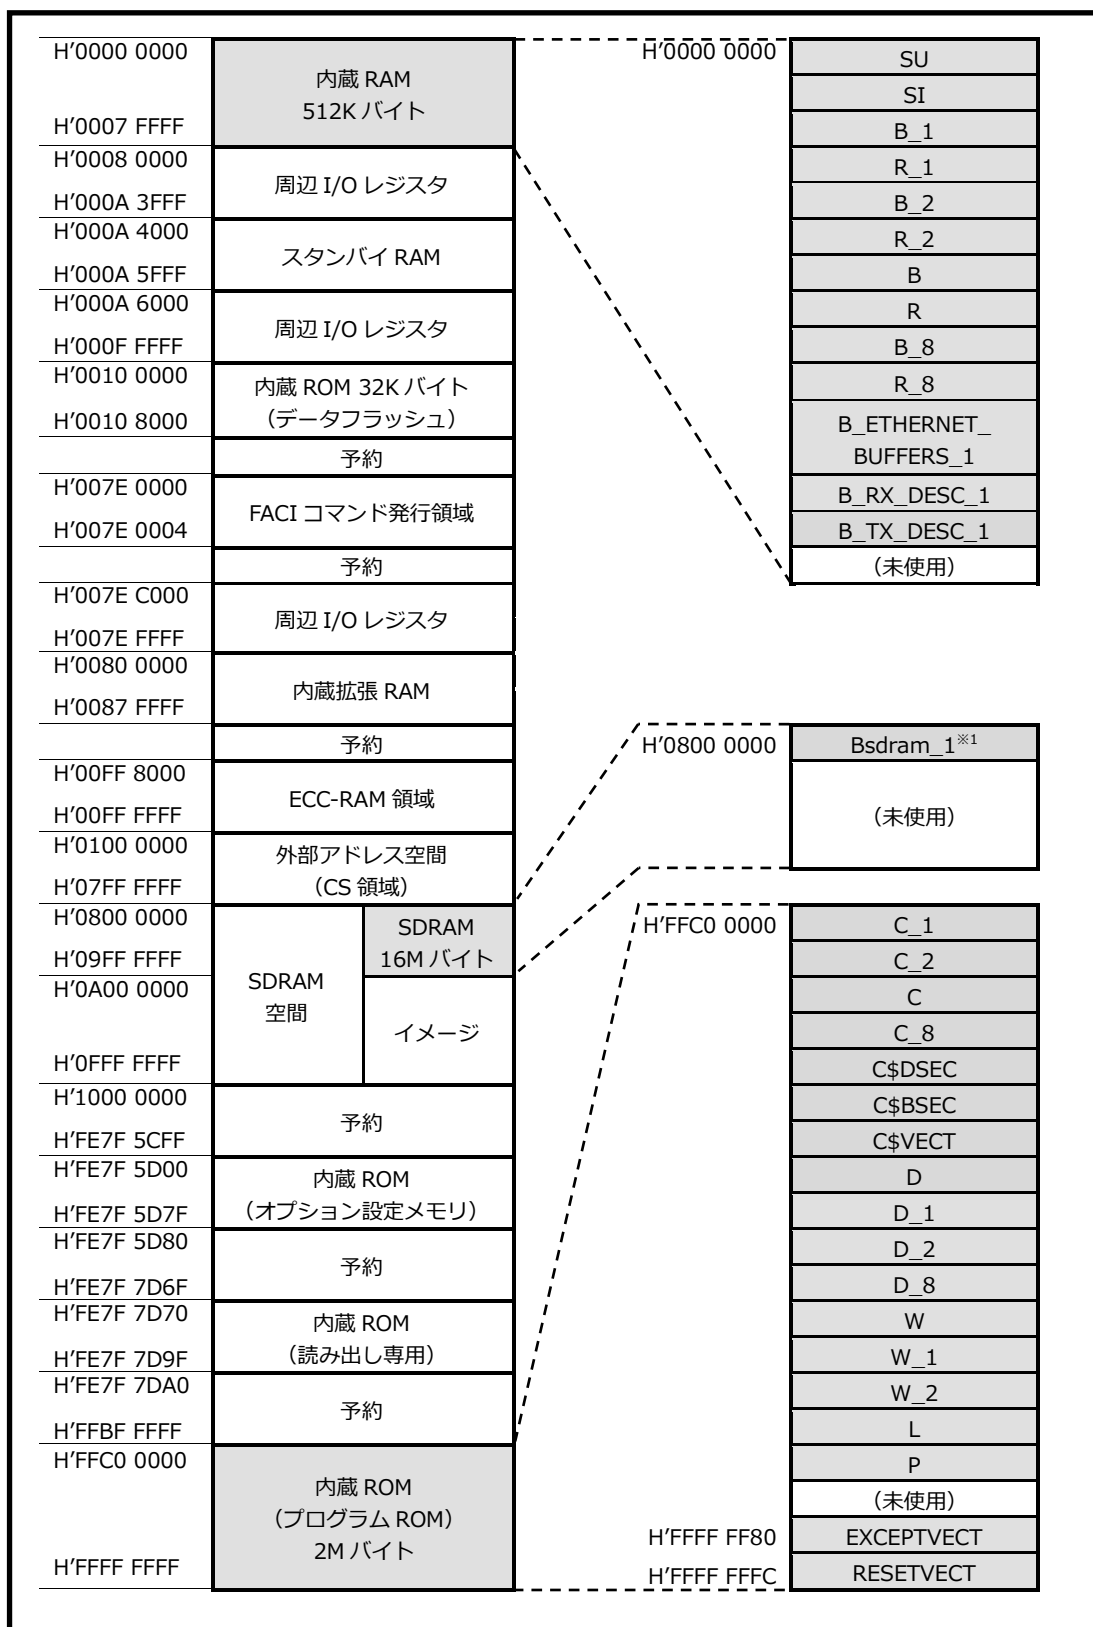 H'0000 0000
内蔵 RAM
512K バイト
H'0007 FFFF
H'0008 0000
周辺 I/O レジスタ
H'000A 3FFF
H'000A 4000
スタンバイ RAM
H'000A 5FFF
H'000A 6000
周辺 I/O レジスタ
H'000F FFFF
H'0010 0000
内蔵 ROM 32K バイト
（データフラッシュ）
H'0010 8000
予約
H'007E 0000
FACI コマンド発行領域
H'007E 0004
予約
H'007E C000
周辺 I/O レジスタ
H'007E FFFF
H'0080 0000
内蔵拡張 RAM
H'0087 FFFF
予約
H'00FF 8000
ECC-RAM 領域
H'00FF FFFF
H'0100 0000
外部アドレス空間
（CS 領域）
H'07FF FFFF
H'0800 0000
SDRAM
16M バイト
H'09FF FFFF
H'0A00 0000
SDRAM
空間
イメージ
H'0FFF FFFF
H'1000 0000
予約
H'FE7F 5CFF
H'FE7F 5D00
内蔵 ROM
（オプション設定メモリ）
H'FE7F 5D7F
H'FE7F 5D80
予約
H'FE7F 7D6F
H'FE7F 7D70
内蔵 ROM
（読み出し専用）
H'FE7F 7D9F
H'FE7F 7DA0
予約
H'FFBF FFFF
H'FFC0 0000
内蔵 ROM
（プログラム ROM）
2M バイト
H'FFFF FFFF
H'0000 0000
SU
SI
B_1
R_1
B_2
R_2
B
R
B_8
R_8
B_ETHERNET_
BUFFERS_1
B_RX_DESC_1
B_TX_DESC_1
（未使用）
H'0800 0000
Bsdram_1※1
（未使用）
H'FFC0 0000
C_1
C_2
C
C_8
C$DSEC
C$BSEC
C$VECT
D
D_1
D_2
D_8
W
W_1
W_2
L
P
（未使用）
H'FFFF FF80
EXCEPTVECT
H'FFFF FFFC
RESETVECT